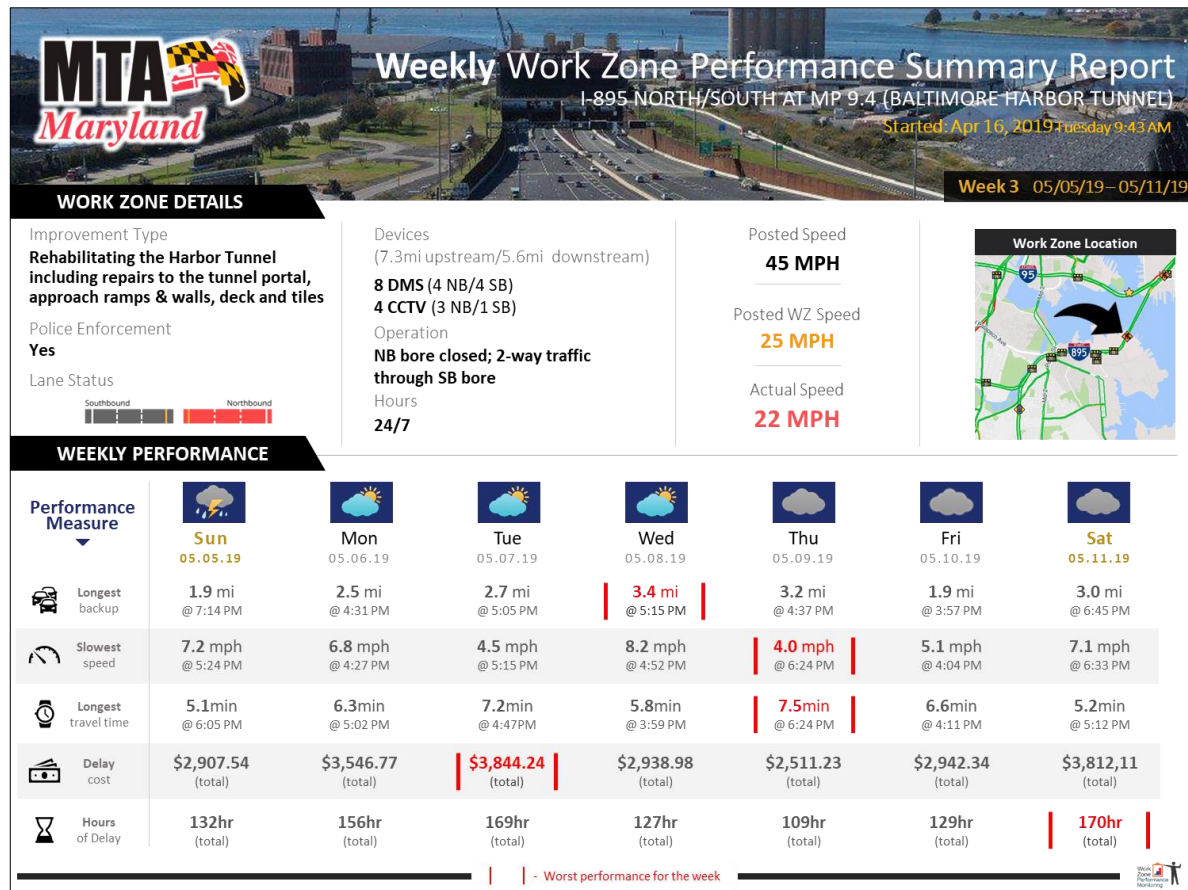 MTA
Maryland
Weekly Work Zone Performance Summary Report
I-895 NORTH/SOUTH AT MP 9.4 (BALTIMORE HARBOR TUNNEL)
Started: Apr 16, 2019 Tuesday 9:43 AM
Week 3 05/05/19 – 05/11/19
WORK ZONE DETAILS
Improvement Type
Rehabilitating the Harbor Tunnel
including repairs to the tunnel portal,
approach ramps & walls, deck and tiles
Police Enforcement
Yes
Lane Status
Southbound Northbound
Devices
(7.3mi upstream/5.6mi downstream)
8 DMS (4 NB/4 SB)
4 CCTV (3 NB/1 SB)
Operation
NB bore closed; 2-way traffic
through SB bore
Hours
24/7
Posted Speed
45 MPH
Posted WZ Speed
25 MPH
Actual Speed
22 MPH
Work Zone Location
95
895
WEEKLY PERFORMANCE
Performance
Measure
Sun Mon Tue Wed Thu Fri Sat
05.05.19 05.06.19 05.07.19 05.08.19 05.09.19 05.10.19 05.11.19
Longest 1.9 mi 2.5 mi 2.7 mi 3.4 mi 3.2 mi 1.9 mi 3.0 mi
backup @ 7:14 PM @ 4:31 PM @ 5:05 PM @ 5:15 PM @ 4:37 PM @ 3:57 PM @ 6:45 PM
Slowest 7.2 mph 6.8 mph 4.5 mph 8.2 mph 4.0 mph 5.1 mph 7.1 mph
speed @ 5:24 PM @ 4:27 PM @ 5:15 PM @ 4:52 PM @ 6:24 PM @ 4:04 PM @ 6:33 PM
Longest 5.1min 6.3min 7.2min 5.8min 7.5min 6.6min 5.2min
travel time @ 6:05 PM @ 5:02 PM @ 4:47PM @ 3:59 PM @ 6:24 PM @ 4:11 PM @ 5:12 PM
Delay $2,907.54 $3,546.77 $3,844.24 $2,938.98 $2,511.23 $2,942.34 $3,812,11
cost (total) (total) (total) (total) (total) (total) (total)
Hours 132hr 156hr 169hr 127hr 109hr 129hr 170hr
of Delay (total) (total) (total) (total) (total) (total) (total)
- Worst performance for the week
Work
Zone
Performance
Monitoring